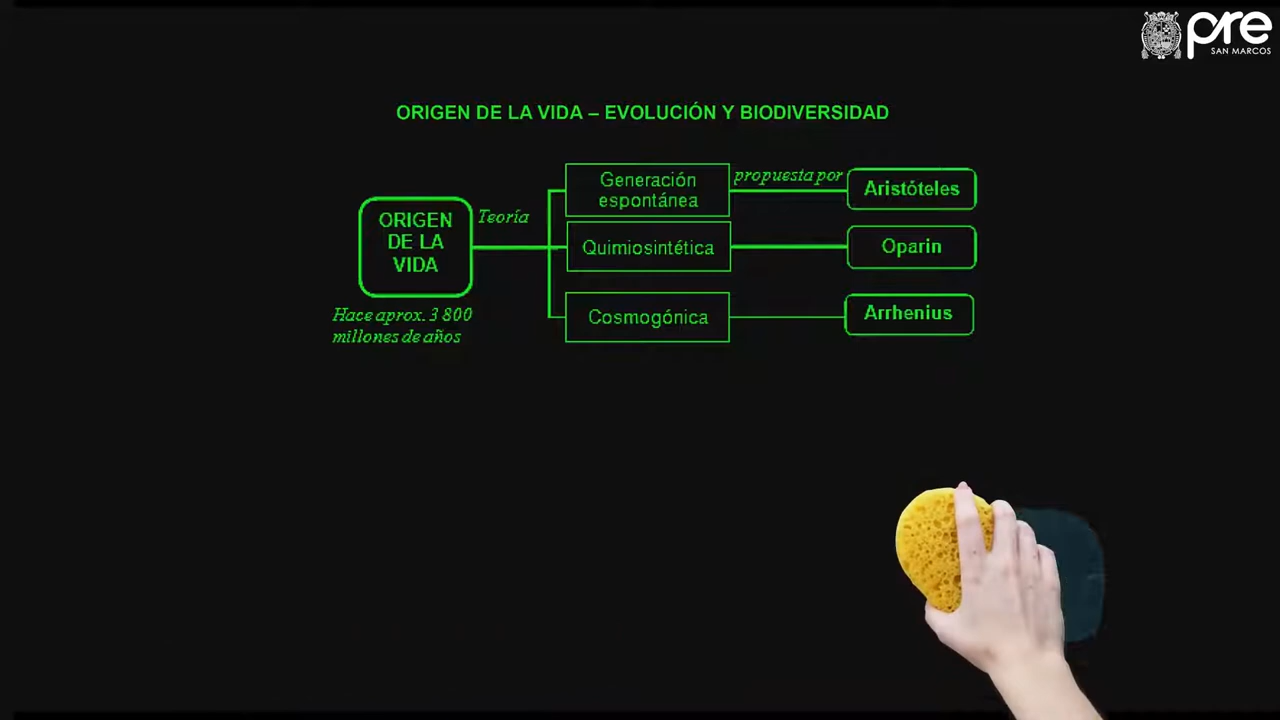 pre
SAN MARCOS
ORIGEN DE LA VIDA – EVOLUCIÓN Y BIODIVERSIDAD
ORIGEN
DE LA
VIDA
Hace aprox. 3 800
millones de años
Teoría
Generación
espontánea
propuesta por
Aristóteles
Quimiosintética
Oparin
Cosmogónica
Arrhenius